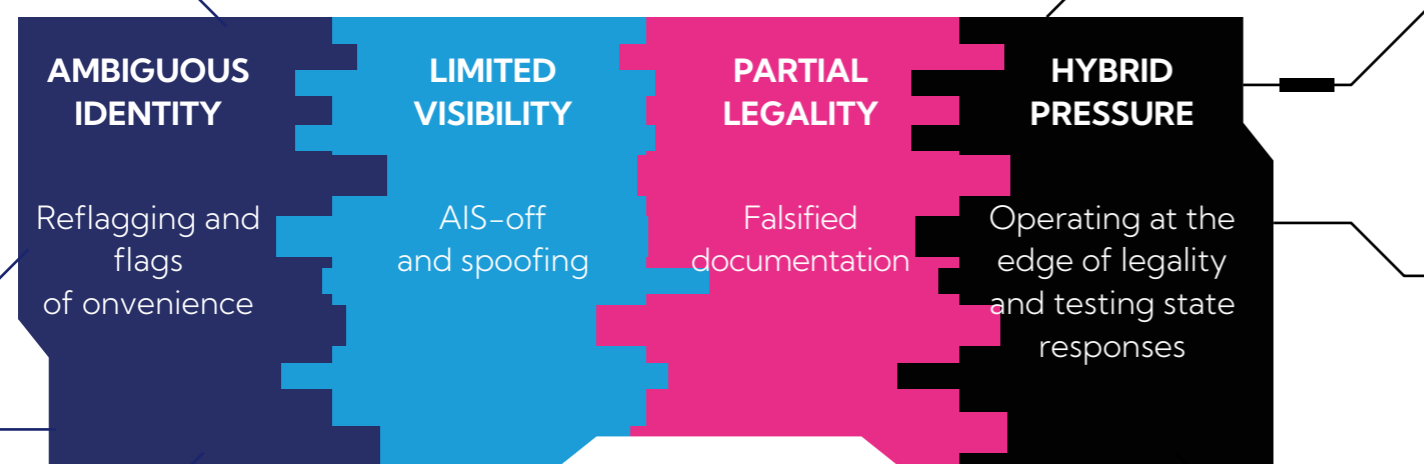 AMBIGUOUS
IDENTITY
Reflagging and
flags
of onvenience
LIMITED
VISIBILITY
AIS-off
and spoofing
PARTIAL
LEGALITY
Falsified
documentation
HYBRID
PRESSURE
Operating at the
edge of legality
and testing state
responses